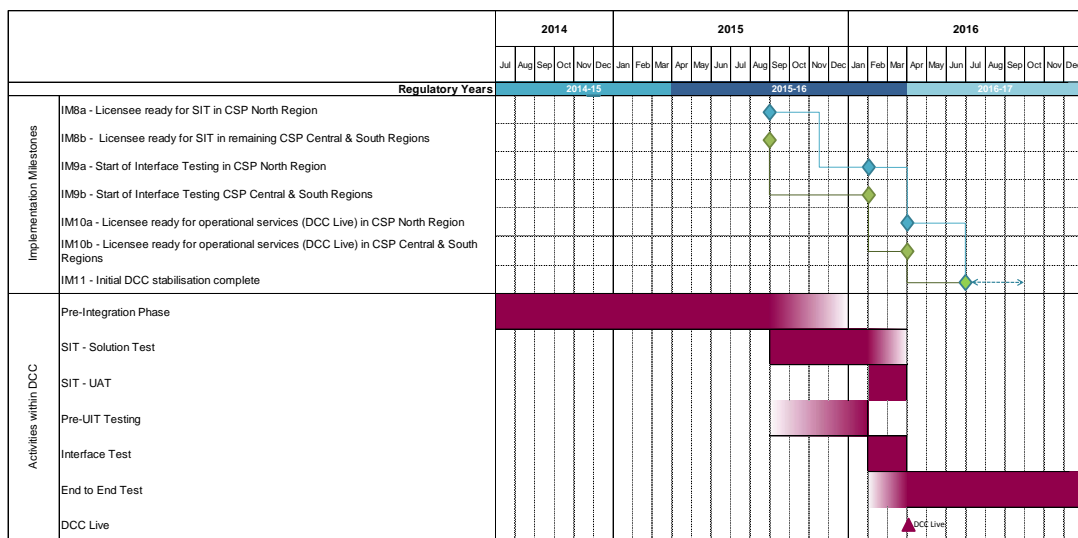 2014 2015 2016
Jul Aug Sep Oct Nov Dec Jan Feb Mar Apr May Jun Jul Aug Sep Oct Nov Dec Jan Feb Mar Apr May Jun Jul Aug Sep Oct Nov Dec
Regulatory Years 2014-15 2015-16 2016-17
Implementation Milestones
IM8a - Licensee ready for SIT in CSP North Region
IM8b - Licensee ready for SIT in remaining CSP Central & South Regions
IM9a - Start of Interface Testing in CSP North Region
IM9b - Start of Interface Testing CSP Central & South Regions
IM10a - Licensee ready for operational services (DCC Live) in CSP North Region
IM10b - Licensee ready for operational services (DCC Live) in CSP Central & South
Regions
IM11 - Initial DCC stabilisation complete
Activities within DCC
Pre-Integration Phase
SIT - Solution Test
SIT - UAT
Pre-UIT Testing
Interface Test
End to End Test
DCC Live DCC Live